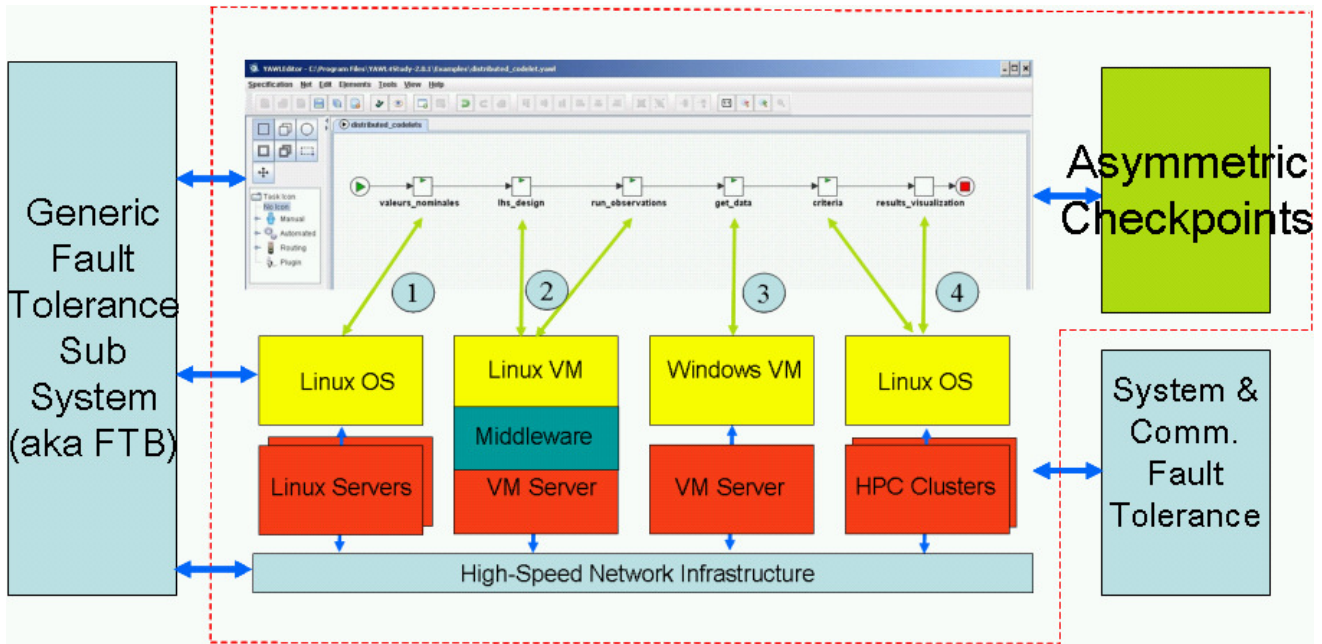 Generic
Fault
Tolerance
Sub
System
(aka FTB)
YAWLEditor - C:\Program Files\YAWL4Study-2.0.1\Examples\distributed_codelet.yawl
Specification Net Edit Elements Tools View Help
distributed_codelets
Task Icon
No Icon
Manual
Automated
Routing
Plugin
valeurs_nominales
lhs_design
run_observations
get_data
criteria
results_visualization
1
2
3
4
Asymmetric
Checkpoints
Linux OS
Linux VM
Windows VM
Linux OS
Middleware
Linux Servers
VM Server
VM Server
HPC Clusters
High-Speed Network Infrastructure
System &
Comm.
Fault
Tolerance